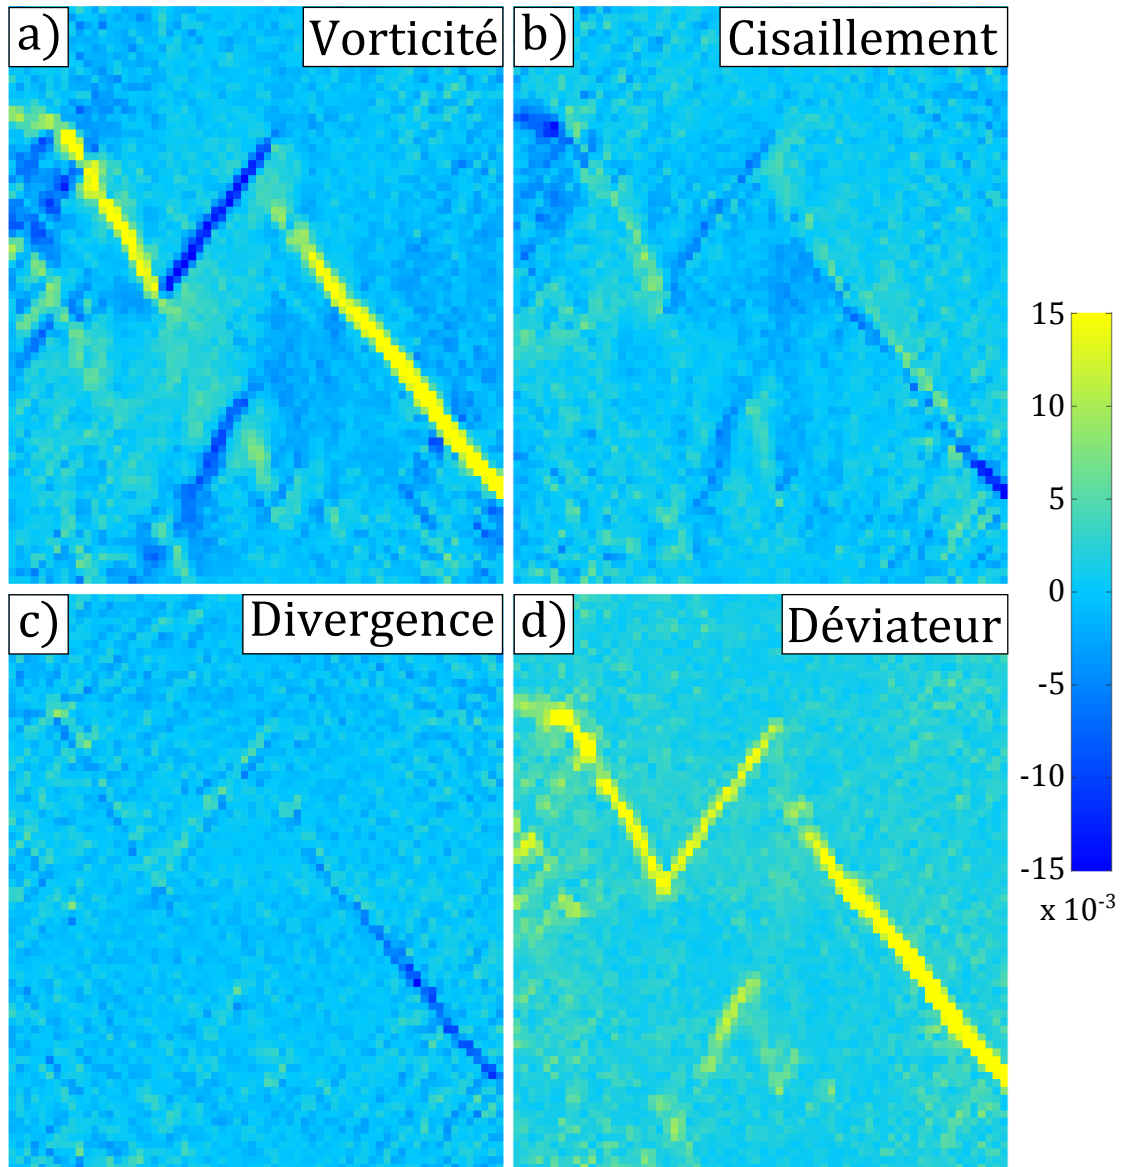 a)
Vorticité
b)
Cisaillement
c)
Divergence
d)
Déviateur
15
10
5
0
-5
-10
-15
x 10⁻³